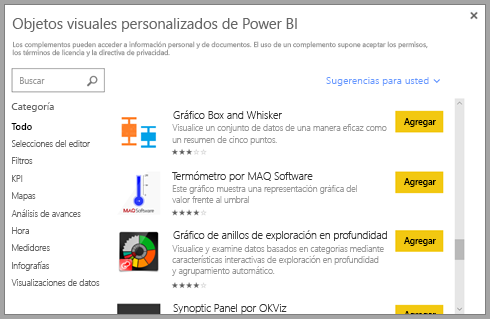 Objetos visuales personalizados de Power BI
Los complementos pueden acceder a información personal y de documentos. El uso de un complemento supone aceptar los permisos,
los términos de licencia y la directiva de privacidad.
Buscar
Sugerencias para usted
Categoría
Todo
Selecciones del editor
Filtros
KPI
Mapas
Análisis de avances
Hora
Medidores
Infografías
Visualizaciones de datos
Gráfico Box and Whisker
Visualice un conjunto de datos de una manera eficaz como
un resumen de cinco puntos.
Agregar
MAQ Software
Termómetro por MAQ Software
Este gráfico muestra una representación gráfica del
valor frente al umbral
Agregar
Gráfico de anillos de exploración en profundidad
Visualice y examine datos basados en categorías mediante
características interactivas de exploración en profundidad
y agrupamiento automático.
Agregar
Synoptic Panel por OKViz
Agregar